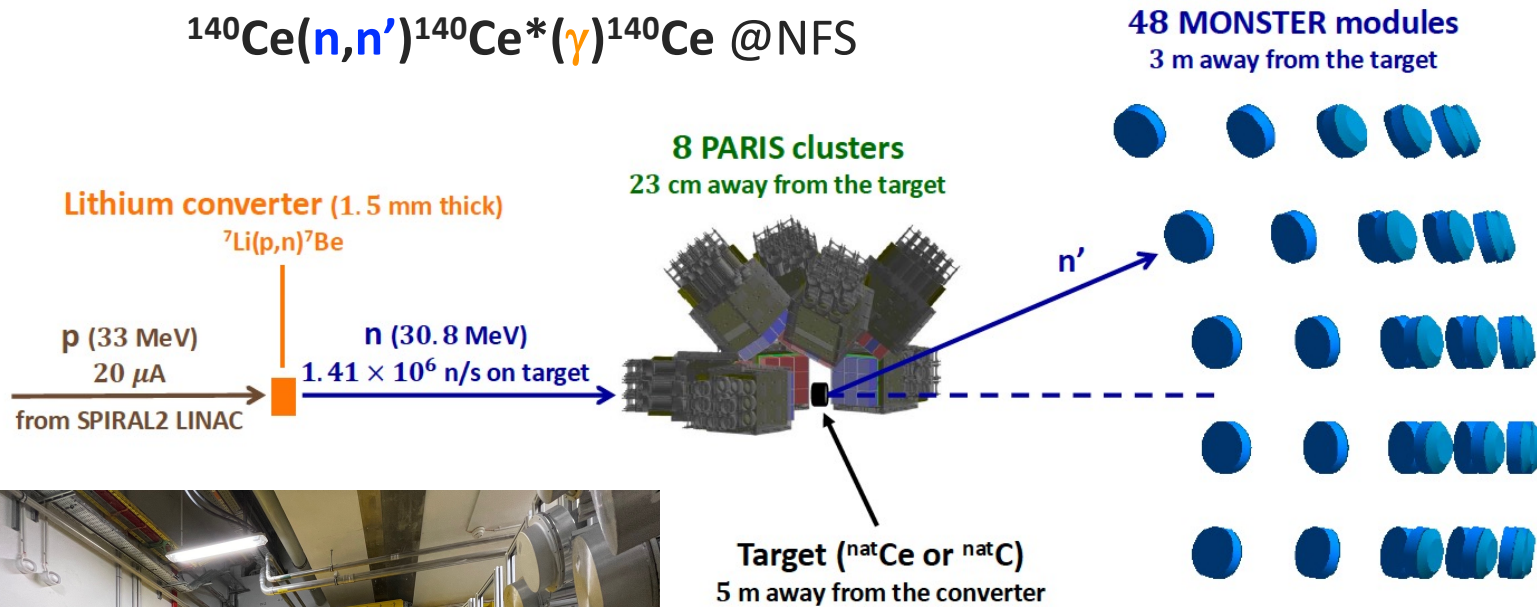 ¹⁴⁰Ce(n,n’)¹⁴⁰Ce*(γ)¹⁴⁰Ce @NFS
48 MONSTER modules
3 m away from the target
8 PARIS clusters
23 cm away from the target
Lithium converter (1.5 mm thick)
⁷Li(p,n)⁷Be
n’
p (33 MeV)
20 μA
from SPIRAL2 LINAC
n (30.8 MeV)
1.41 × 10⁶ n/s on target
Target (ⁿᵃᵗCe or ⁿᵃᵗC)
5 m away from the converter